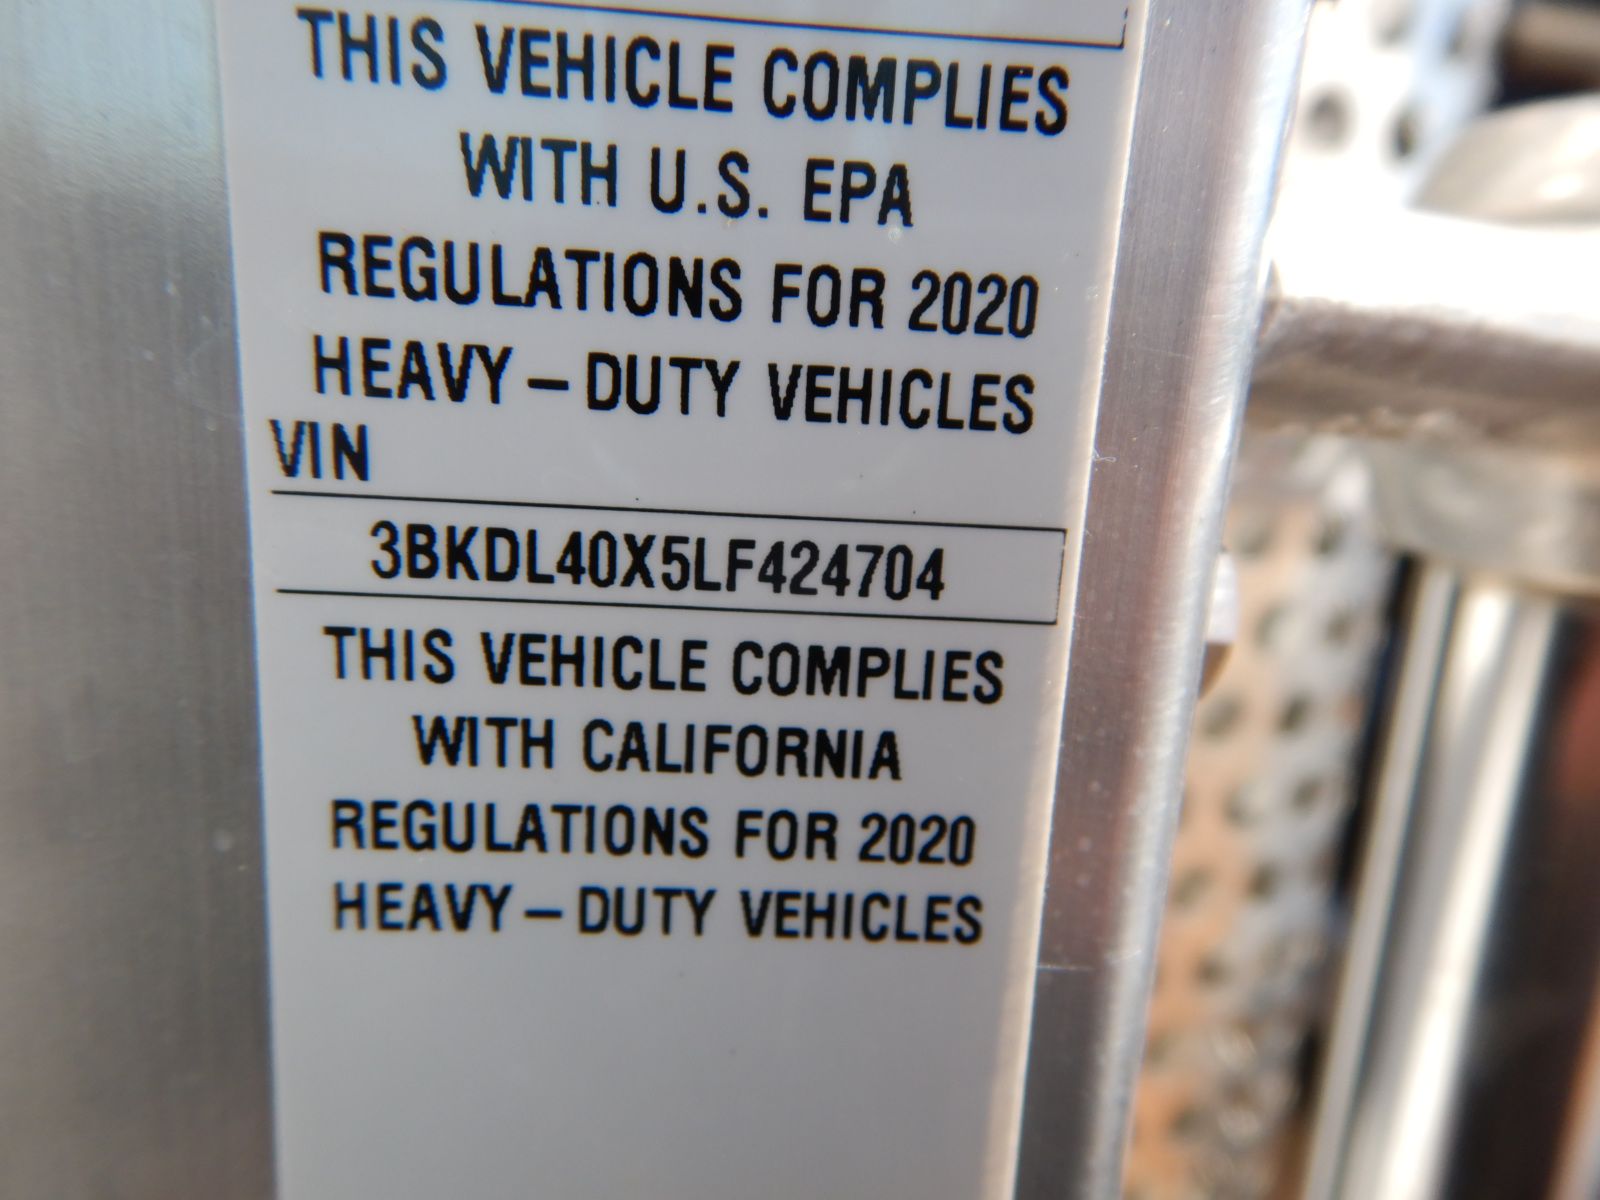 THIS VEHICLE COMPLIES
WITH U.S. EPA
REGULATIONS FOR 2020
HEAVY-DUTY VEHICLES
VIN
3BKDL40X5LF424704
THIS VEHICLE COMPLIES
WITH CALIFORNIA
REGULATIONS FOR 2020
HEAVY-DUTY VEHICLES